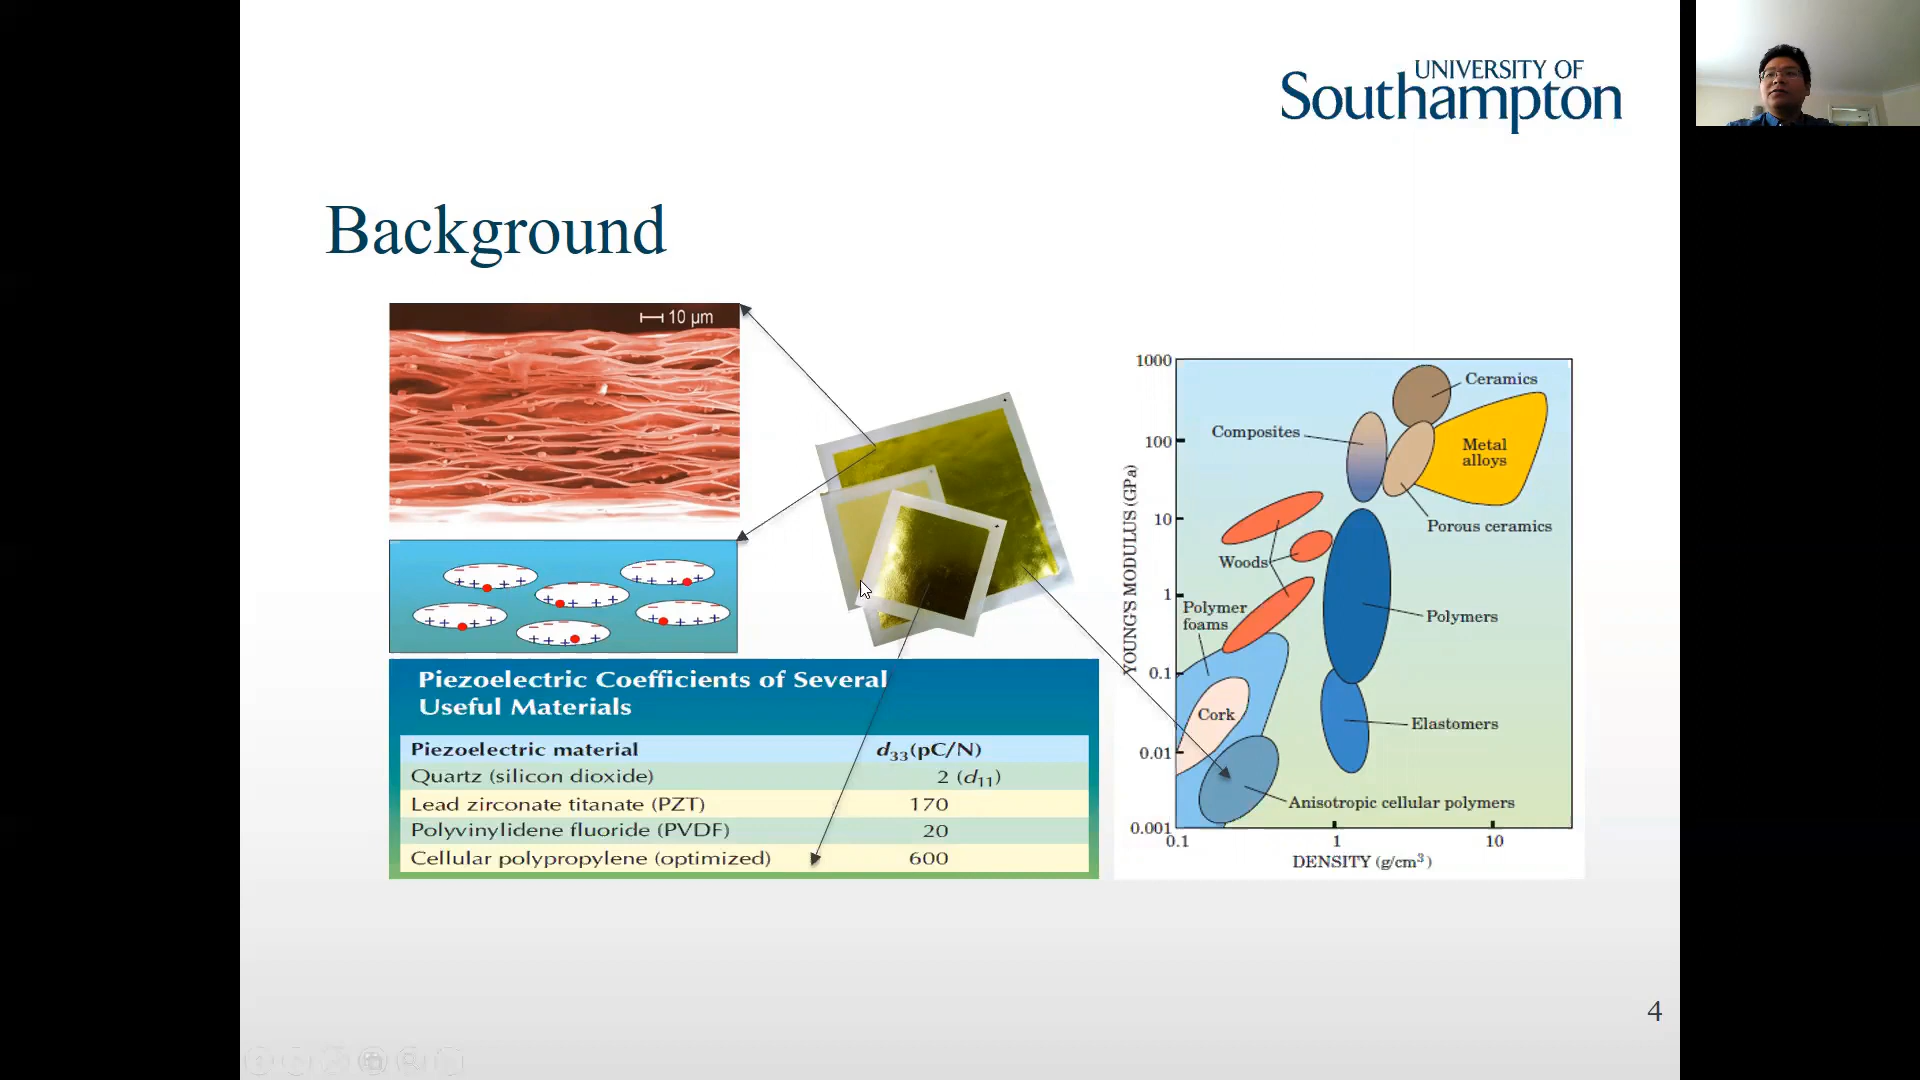 UNIVERSITY OF
Southampton
Background
10 µm
Piezoelectric Coefficients of Several
Useful Materials
Piezoelectric material d33(pC/N)
Quartz (silicon dioxide) 2 (d11)
Lead zirconate titanate (PZT) 170
Polyvinylidene fluoride (PVDF) 20
Cellular polypropylene (optimized) 600
YOUNG'S MODULUS (GPa)
1000
100
10
1
0.1
0.01
0.001
Ceramics
Composites
Metal
alloys
Porous ceramics
Woods
Polymer
foams
Polymers
Cork
Elastomers
Anisotropic cellular polymers
0.1 1 10
DENSITY (g/cm³)
4